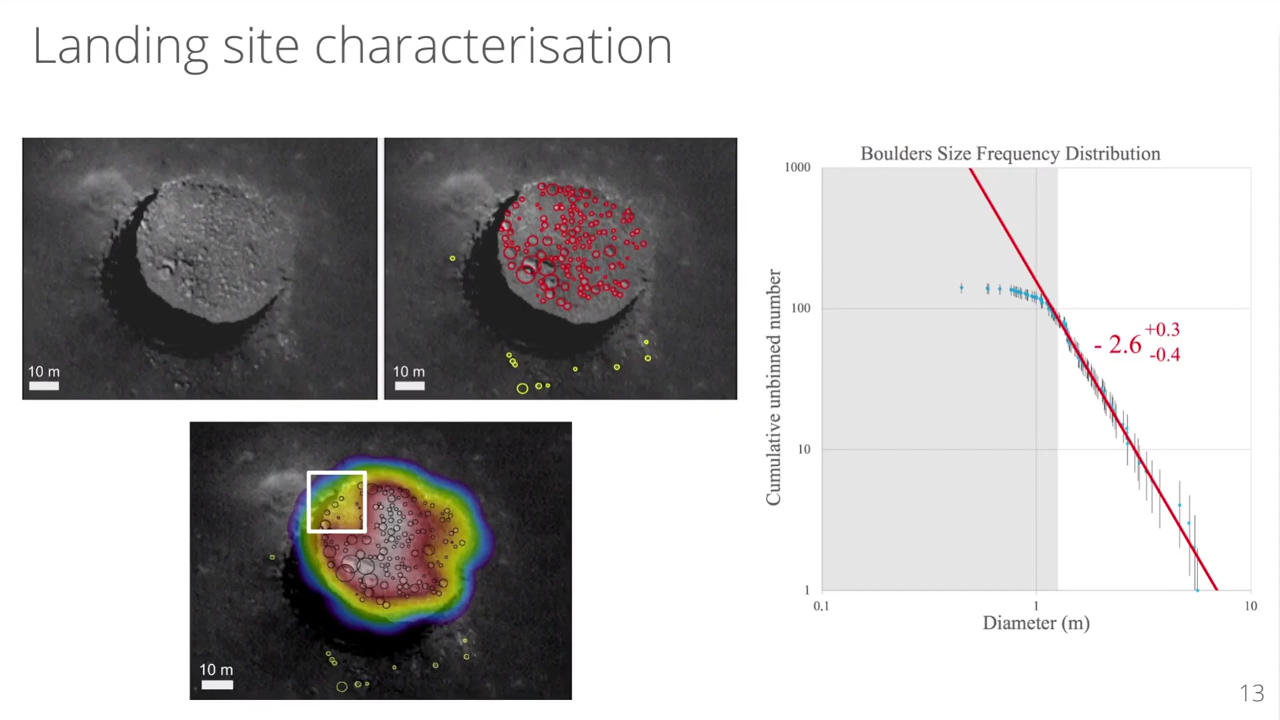 Landing site characterisation
10 m
10 m
10 m
Boulders Size Frequency Distribution
Cumulative unbinned number
1000
100
10
1
0.1
1
10
Diameter (m)
- 2.6 +0.3 -0.4
13